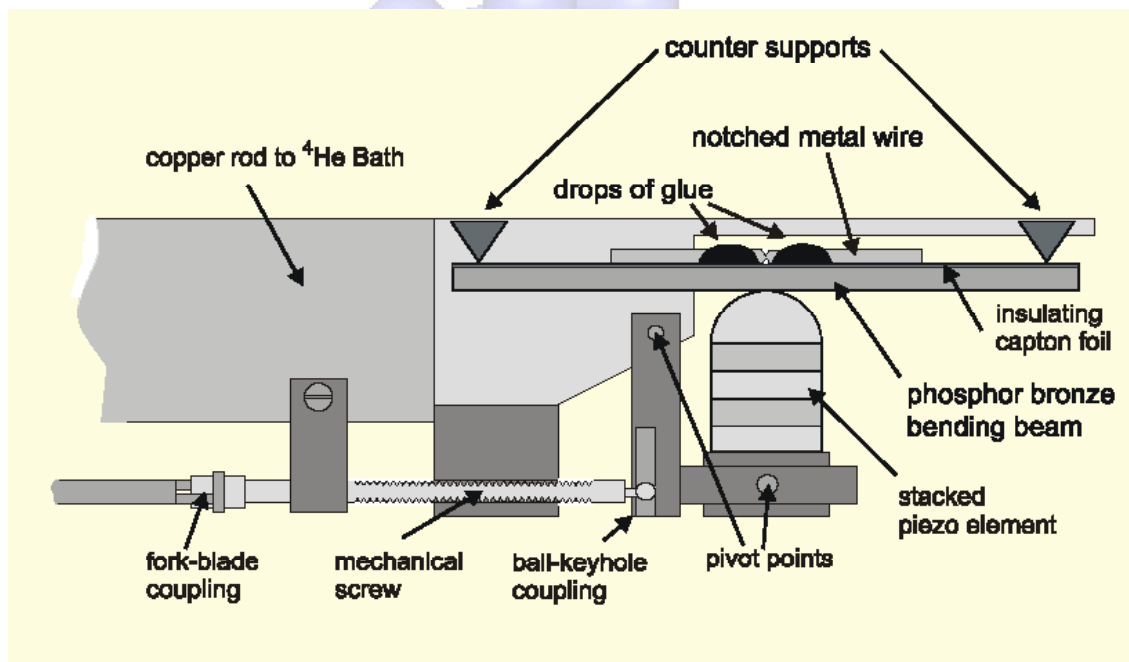 counter supports
copper rod to ⁴He Bath
notched metal wire
drops of glue
insulating
capton foil
phosphor bronze
bending beam
stacked
piezo element
fork-blade
coupling
mechanical
screw
ball-keyhole
coupling
pivot points